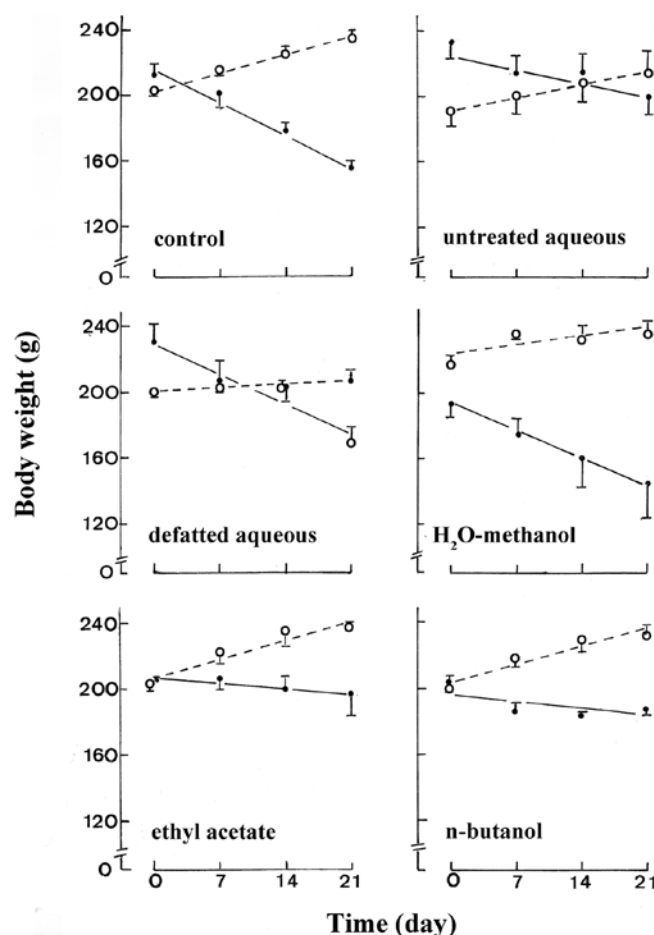 240
200
160
120
0
control
untreated aqueous
240
200
160
120
0
defatted aqueous
H₂O-methanol
240
200
160
120
0
ethyl acetate
n-butanol
0 7 14 21
0 7 14 21
Body weight (g)
Time (day)